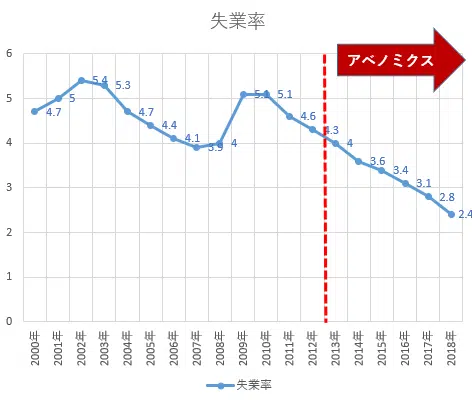 失業率
アベノミクス
6
5
4
3
2
1
0
4.7
5
5.4
5.3
4.7
4.4
4.1
3.9
4
5.1
5.1
4.6
4.3
4
3.6
3.4
3.1
2.8
2.4
2000年
2001年
2002年
2003年
2004年
2005年
2006年
2007年
2008年
2009年
2010年
2011年
2012年
2013年
2014年
2015年
2016年
2017年
2018年
失業率